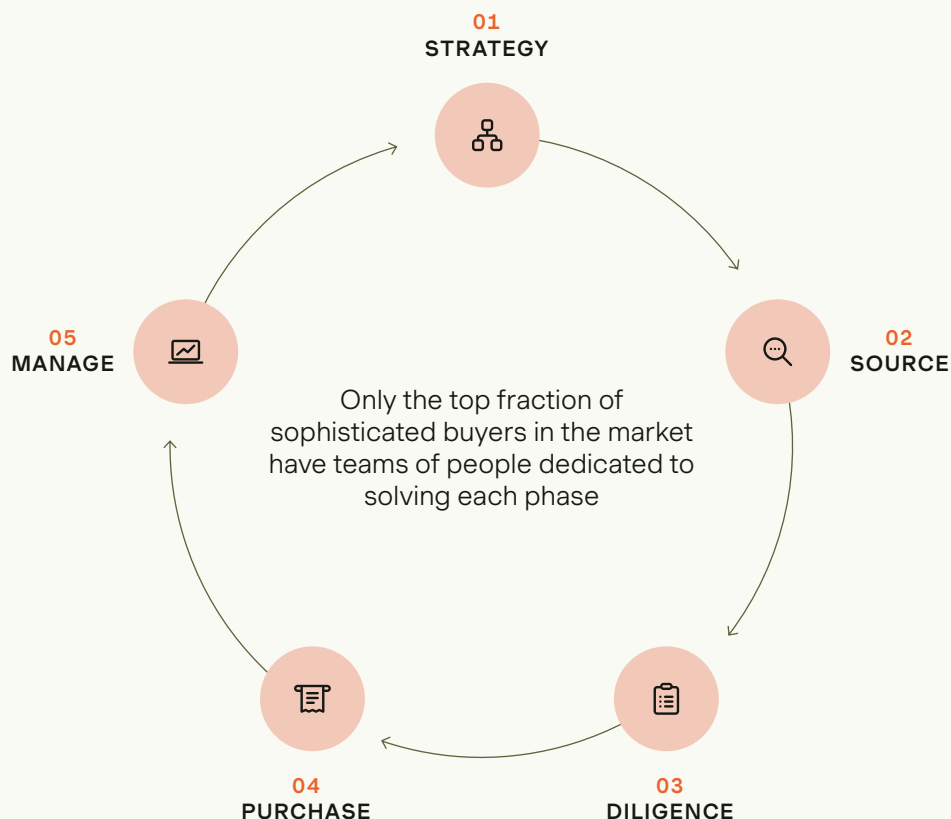 01
STRATEGY
05
MANAGE
02
SOURCE
Only the top fraction of
sophisticated buyers in the market
have teams of people dedicated to
solving each phase
04
PURCHASE
03
DILIGENCE